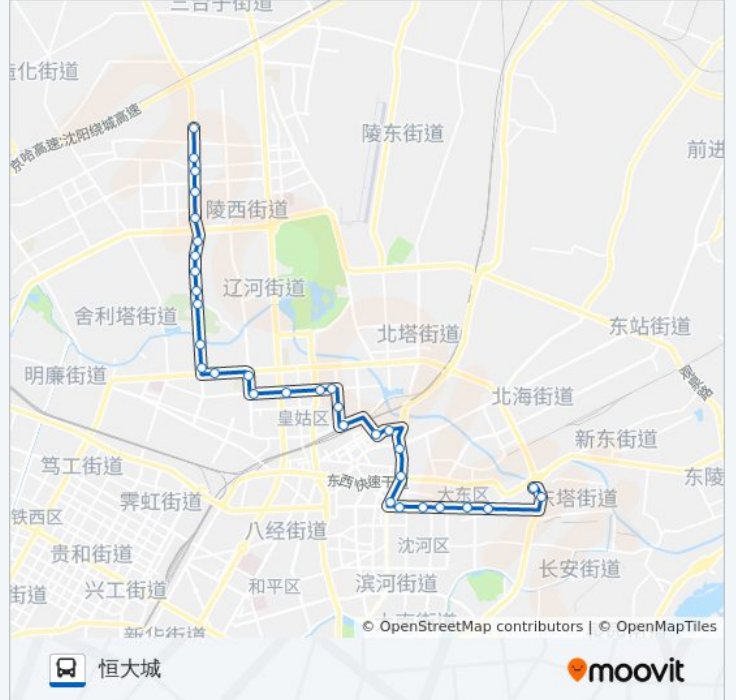 三台子街道
造化街道
京哈高速;沈阳绕城高速
陵东街道
前进
陵西街道
辽河街道
舍利塔街道
东站街道
北塔街道
明廉街道
北海街道
皇姑区
新东街道
笃工街道
东陵
东西快速干
霁虹街道
大东区
东塔街道
铁西区
八经街道
沈河区
贵和街道
长安街道
街道
兴工街道
和平区
滨河街道
新华街道
© OpenStreetMap contributors | © OpenMapTiles
恒大城
moovit